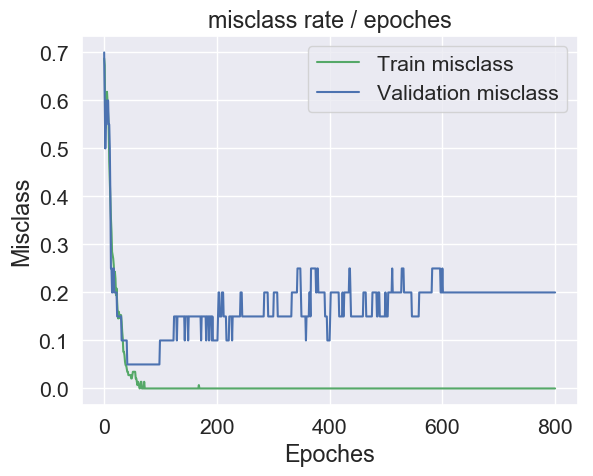 misclass rate / epoches
Train misclass
Validation misclass
0.7
0.6
0.5
0.4
0.3
0.2
0.1
0.0
Misclass
0 200 400 600 800
Epoches